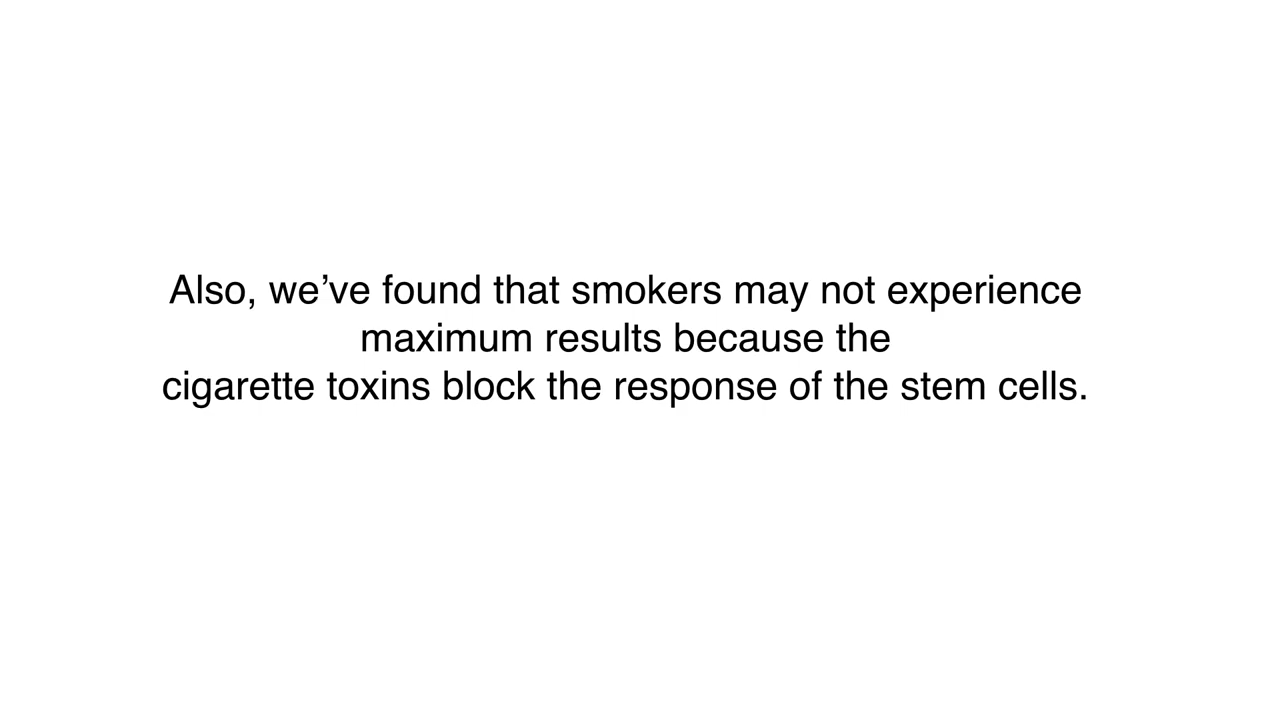 Also, we’ve found that smokers may not experience
maximum results because the
cigarette toxins block the response of the stem cells.